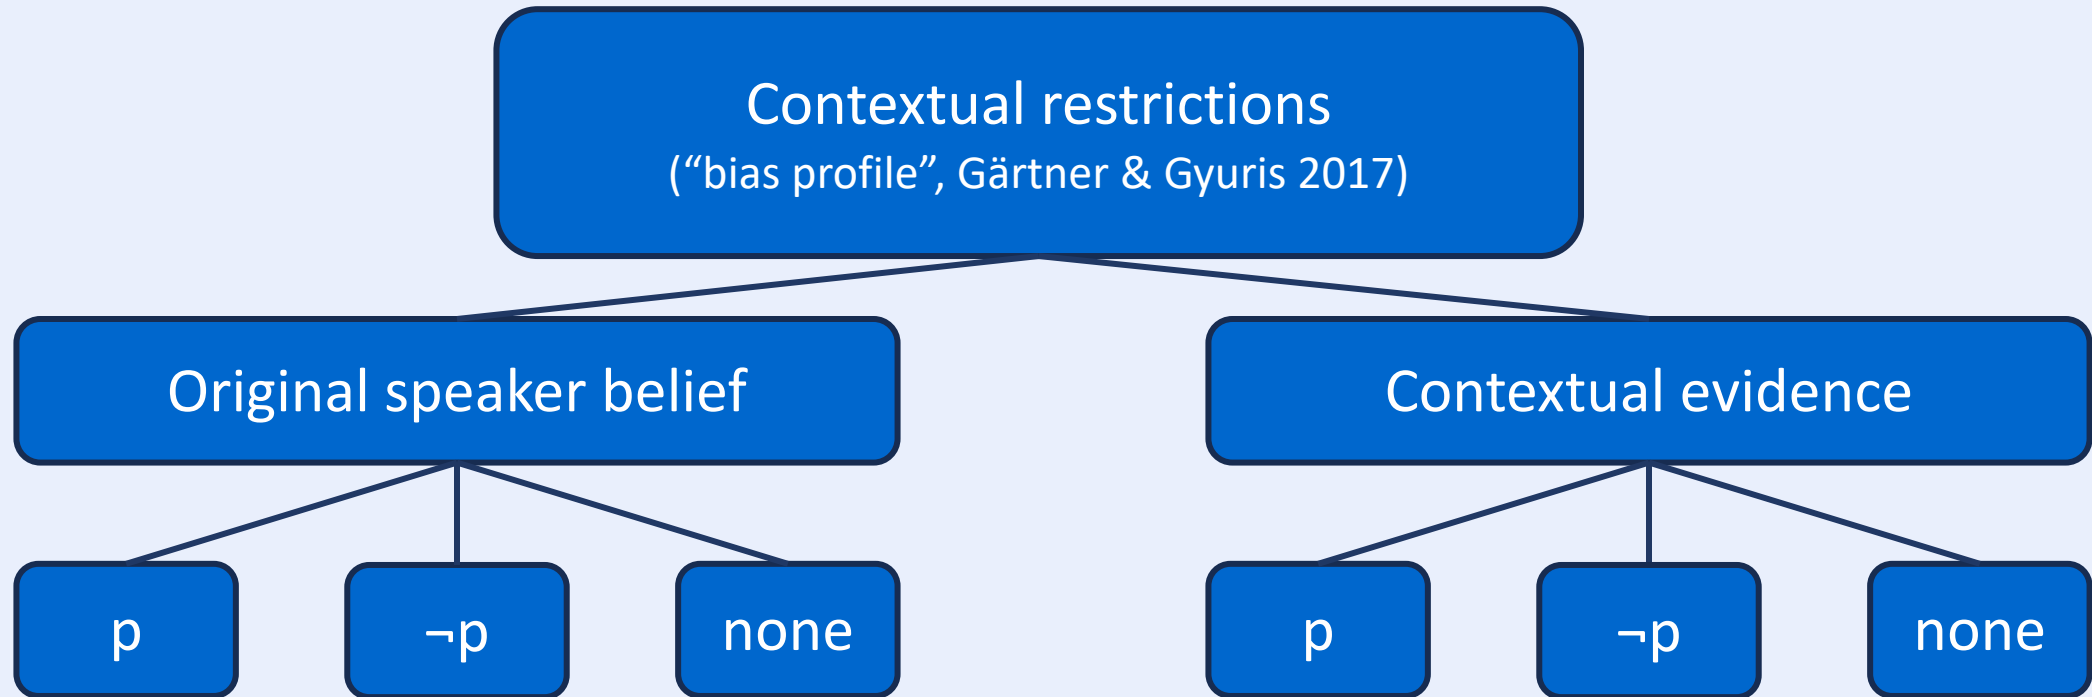 Contextual restrictions
(“bias profile”, Gärtner & Gyuris 2017)
Original speaker belief
Contextual evidence
p
¬p
none
p
¬p
none